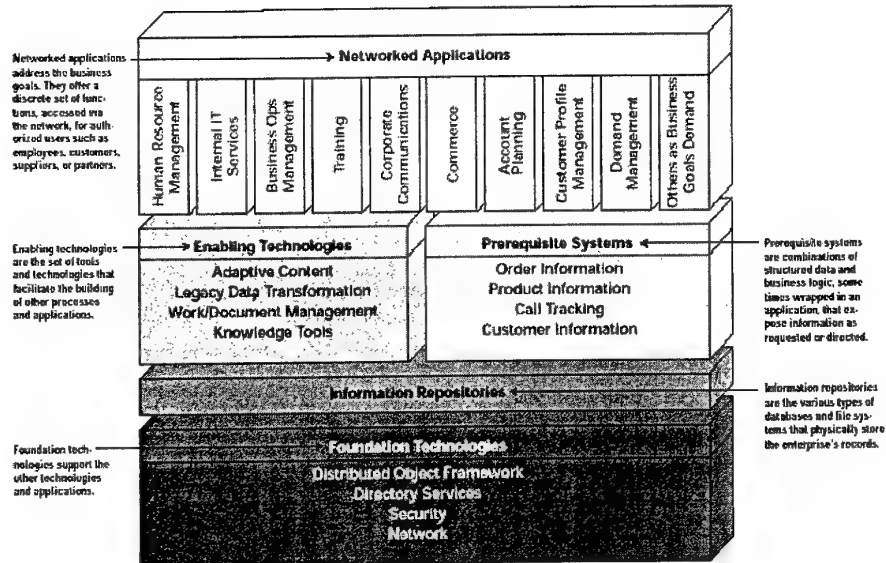 Networked Applications
Networked applications
address the business
goals. They offer a
discrete set of func-
tions, accessed via
the network, for auth-
orized users such as
employees, customers,
suppliers, or partners.
Human Resource
Management
Internal IT
Services
Business Ops
Management
Training
Corporate
Communications
Commerce
Account
Planning
Customer Profile
Management
Demand
Management
Others as Business
Goals Demand
Enabling technologies
are the set of tools
and technologies that
facilitate the building
of other processes
and applications.
Enabling Technologies
Adaptive Content
Legacy Data Transformation
Work/Document Management
Knowledge Tools
Prerequisite Systems
Order Information
Product Information
Call Tracking
Customer Information
Prerequisite systems
are combinations of
structured data and
business logic, some
times wrapped in an
application, that ex-
pose information as
requested or directed.
Information Repositories
Information repositories
are the various types of
databases and file sys-
tems that physically store
the enterprise's records.
Foundation tech-
nologies support the
other technologies
and applications.
Foundation Technologies
Distributed Object Framework
Directory Services
Security
Network